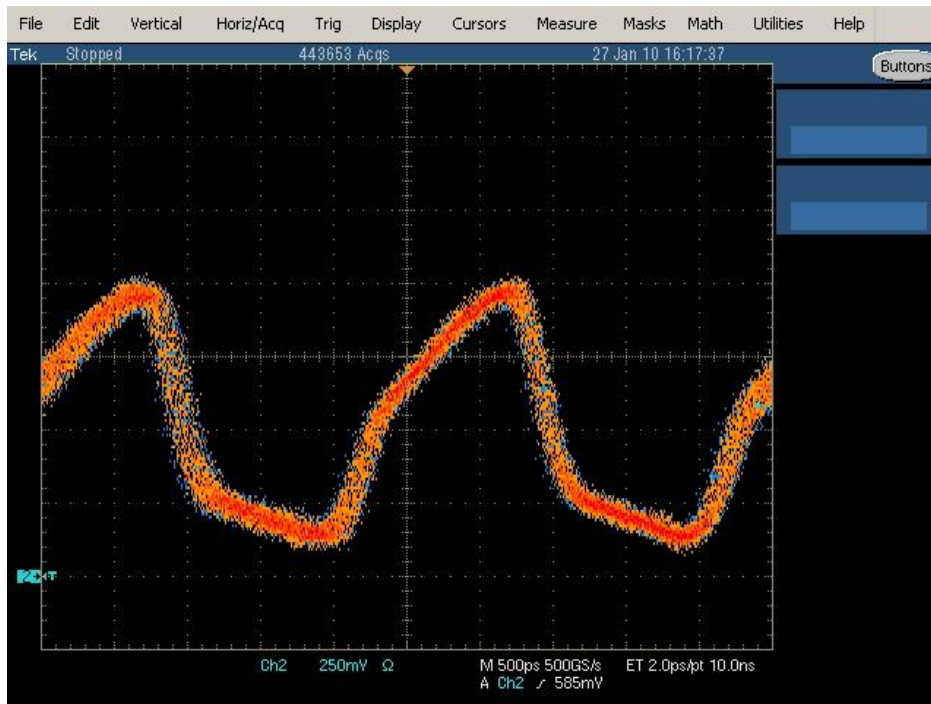 File Edit Vertical Horiz/Acq Trig Display Cursors Measure Masks Math Utilities Help
Tek Stopped 443653 Acqs 27 Jan 10 16:17:37
Buttons
2
Ch2 250mV Ω M 500ps 500GS/s ET 2.0ps/pt 10.0ns
A Ch2 ∕ 585mV